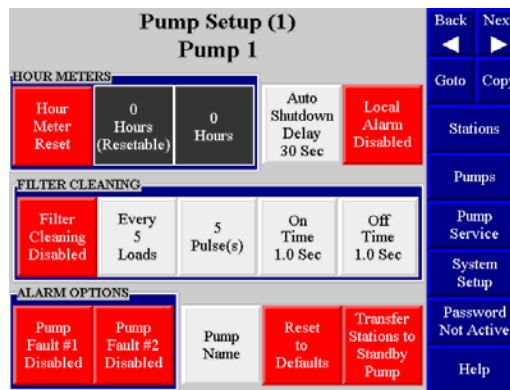 Pump Setup (1)
Pump 1
Back
Goto
Stations
Pumps
Pump
Service
System
Setup
Password
Not Active
Help
HOUR METERS
Hour
Meter
Reset
0
Hours
(Resetable)
0
Hours
Auto
Shutdown
Delay
30 Sec
Local
Alarm
Disabled
FILTER CLEANING
Filter
Cleaning
Disabled
Every
5
Loads
5
Pulse(s)
On
Time
1.0 Sec
Off
Time
1.0 Sec
ALARM OPTIONS
Pump
Fault #1
Disabled
Pump
Fault #2
Disabled
Pump
Name
Reset
to
Defaults
Transfer
Stations to
Standby
Pump